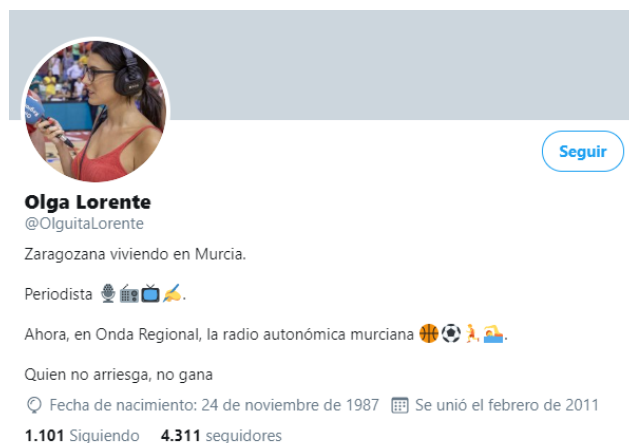 Seguir
Olga Lorente
@OlguitaLorente
Zaragozana viviendo en Murcia.
Periodista 🎙️📻📺✍️.
Ahora, en Onda Regional, la radio autonómica murciana 🏀⚽🤾🏊.
Quien no arriesga, no gana
Fecha de nacimiento: 24 de noviembre de 1987 Se unió el febrero de 2011
1.101 Siguiendo 4.311 seguidores